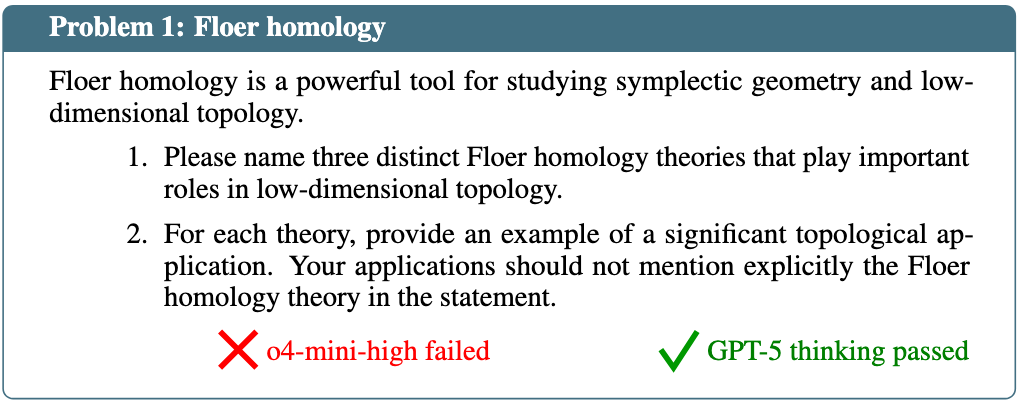 Problem 1: Floer homology
Floer homology is a powerful tool for studying symplectic geometry and low-
dimensional topology.
1. Please name three distinct Floer homology theories that play important
roles in low-dimensional topology.
2. For each theory, provide an example of a significant topological ap-
plication. Your applications should not mention explicitly the Floer
homology theory in the statement.
❌ o4-mini-high failed ✓ GPT-5 thinking passed